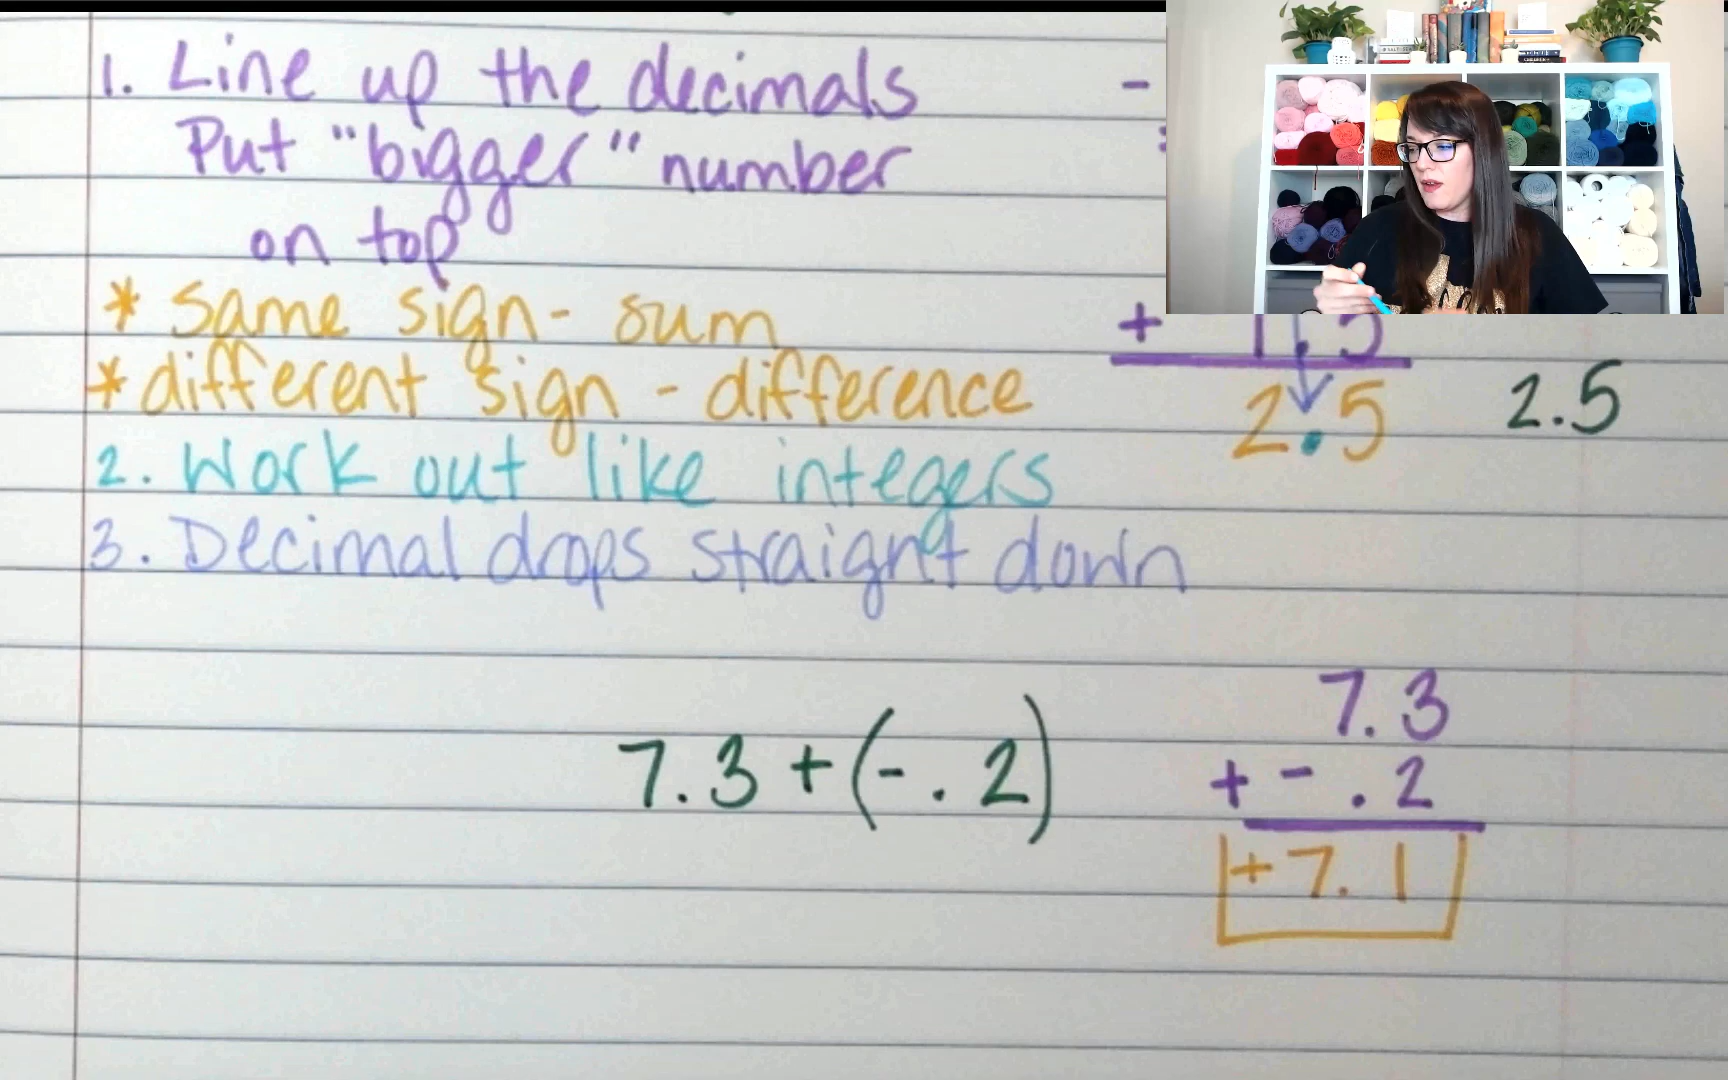 1. Line up the decimals
Put "bigger" number
on top
* same sign - sum
* different sign - difference
2. Work out like integers
3. Decimal drops straight down
-
+ 1.5
2.5
2.5
7.3 + (- .2)
7.3
+ - .2
+ 7.1